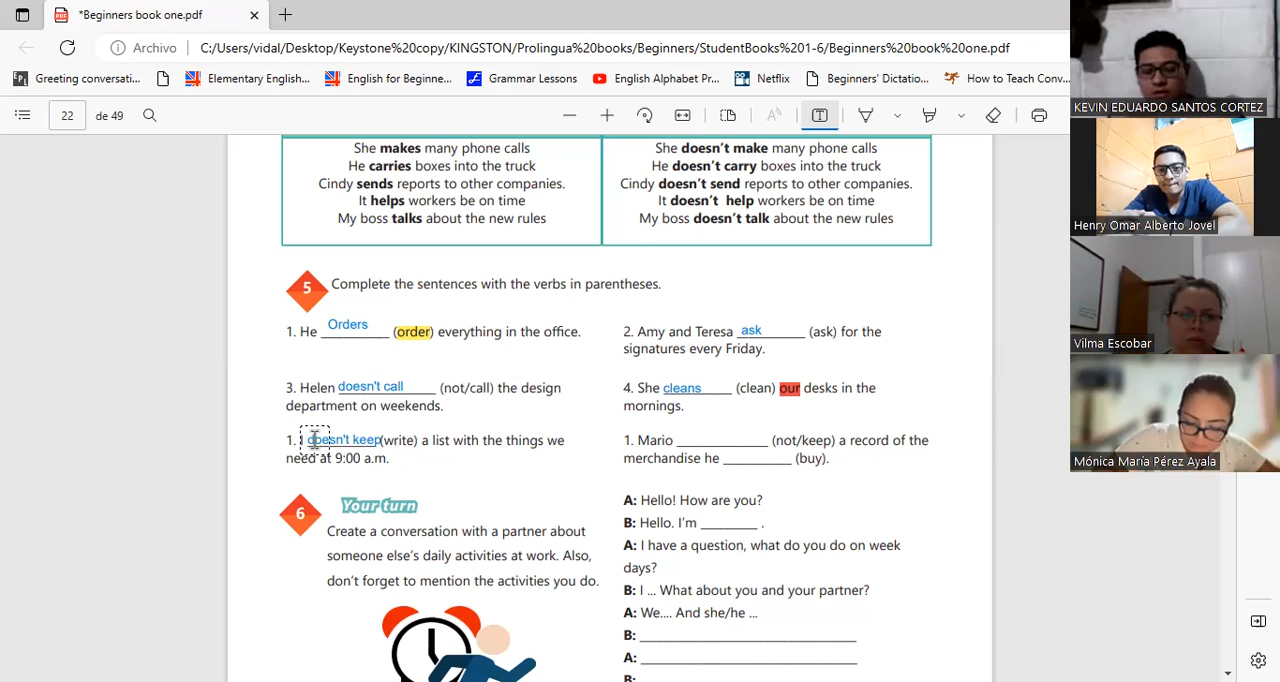 *Beginners book one.pdf
Archivo
C:/Users/vidal/Desktop/Keystone%20copy/KINGSTON/Prolingua%20books/Beginners/StudentBooks%201-6/Beginners%20book%20one.pdf
Greeting conversati...
Elementary English...
English for Beginne...
Grammar Lessons
English Alphabet Pr...
Netflix
Beginners' Dictatio...
How to Teach Conv...
22
de 49
She makes many phone calls
He carries boxes into the truck
Cindy sends reports to other companies.
It helps workers be on time
My boss talks about the new rules
She doesn't make many phone calls
He doesn't carry boxes into the truck
Cindy doesn't send reports to other companies.
It doesn't help workers be on time
My boss doesn't talk about the new rules
5
Complete the sentences with the verbs in parentheses.
1. He Orders (order) everything in the office.
2. Amy and Teresa ask (ask) for the
signatures every Friday.
3. Helen doesn't call (not/call) the design
department on weekends.
4. She cleans (clean) our desks in the
mornings.
1. I doesn't keep (write) a list with the things we
need at 9:00 a.m.
1. Mario ____________ (not/keep) a record of the
merchandise he _________ (buy).
6
Your turn
Create a conversation with a partner about
someone else's daily activities at work. Also,
don't forget to mention the activities you do.
A: Hello! How are you?
B: Hello. I'm ________ .
A: I have a question, what do you do on week
days?
B: I ... What about you and your partner?
A: We.... And she/he ...
B: ______________________________
A: ______________________________
B:
KEVIN EDUARDO SANTOS CORTEZ
Henry Omar Alberto Jovel
Vilma Escobar
Mónica María Pérez Ayala